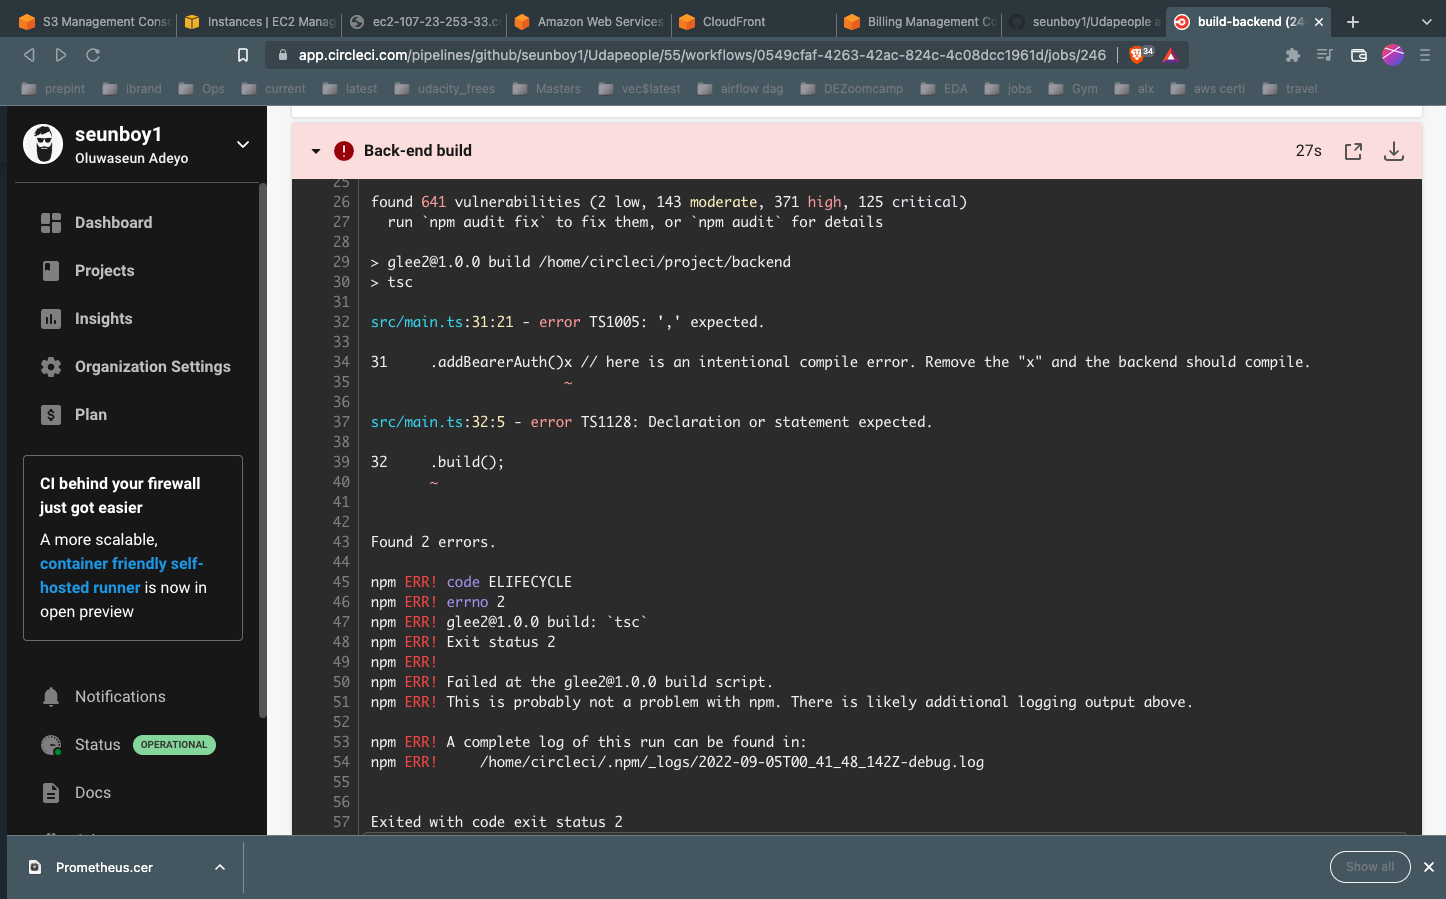 S3 Management Conso
Instances | EC2 Manag
ec2-107-23-253-33.c
Amazon Web Services
CloudFront
Billing Management Co
seunboy1/Udapeople a
build-backend (24
app.circleci.com/pipelines/github/seunboy1/Udapeople/55/workflows/0549cfaf-4263-42ac-824c-4c08dcc1961d/jobs/246
34
prepint
ibrand
Ops
current
latest
udacity_frees
Masters
vec$latest
airflow dag
DEZoomcamp
EDA
jobs
Gym
alx
aws certi
travel
seunboy1
Oluwaseun Adeyo
Dashboard
Projects
Insights
Organization Settings
Plan
CI behind your firewall
just got easier
A more scalable,
container friendly self-
hosted runner is now in
open preview
Notifications
Status OPERATIONAL
Docs
Back-end build
27s
25
26 found 641 vulnerabilities (2 low, 143 moderate, 371 high, 125 critical)
27 run `npm audit fix` to fix them, or `npm audit` for details
28
29 > glee2@1.0.0 build /home/circleci/project/backend
30 > tsc
31
32 src/main.ts:31:21 - error TS1005: ',' expected.
33
34 31 .addBearerAuth()x // here is an intentional compile error. Remove the "x" and the backend should compile.
35 ~
36
37 src/main.ts:32:5 - error TS1128: Declaration or statement expected.
38
39 32 .build();
40 ~
41
42
43 Found 2 errors.
44
45 npm ERR! code ELIFECYCLE
46 npm ERR! errno 2
47 npm ERR! glee2@1.0.0 build: `tsc`
48 npm ERR! Exit status 2
49 npm ERR!
50 npm ERR! Failed at the glee2@1.0.0 build script.
51 npm ERR! This is probably not a problem with npm. There is likely additional logging output above.
52
53 npm ERR! A complete log of this run can be found in:
54 npm ERR! /home/circleci/.npm/_logs/2022-09-05T00_41_48_142Z-debug.log
55
56
57 Exited with code exit status 2
Prometheus.cer
Show all